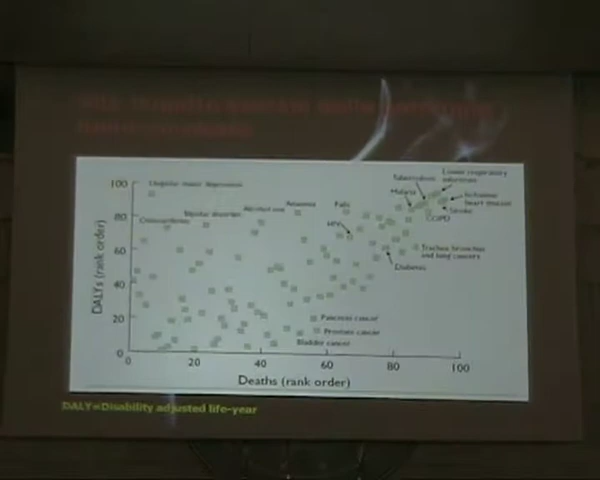 100
80
60
40
20
0
DALYs (rank order)
Unipolar major depression
Bipolar disorder
Alcohol use
Anaemia
Falls
HIV
Malaria
Tuberculosis
Lower respiratory
infections
Ischaemic
heart disease
Stroke
COPD
Trachea bronchus
and lung cancers
Diabetes
Pancreas cancer
Prostate cancer
Bladder cancer
0 20 40 60 80 100
Deaths (rank order)
DALY=Disability adjusted life-year